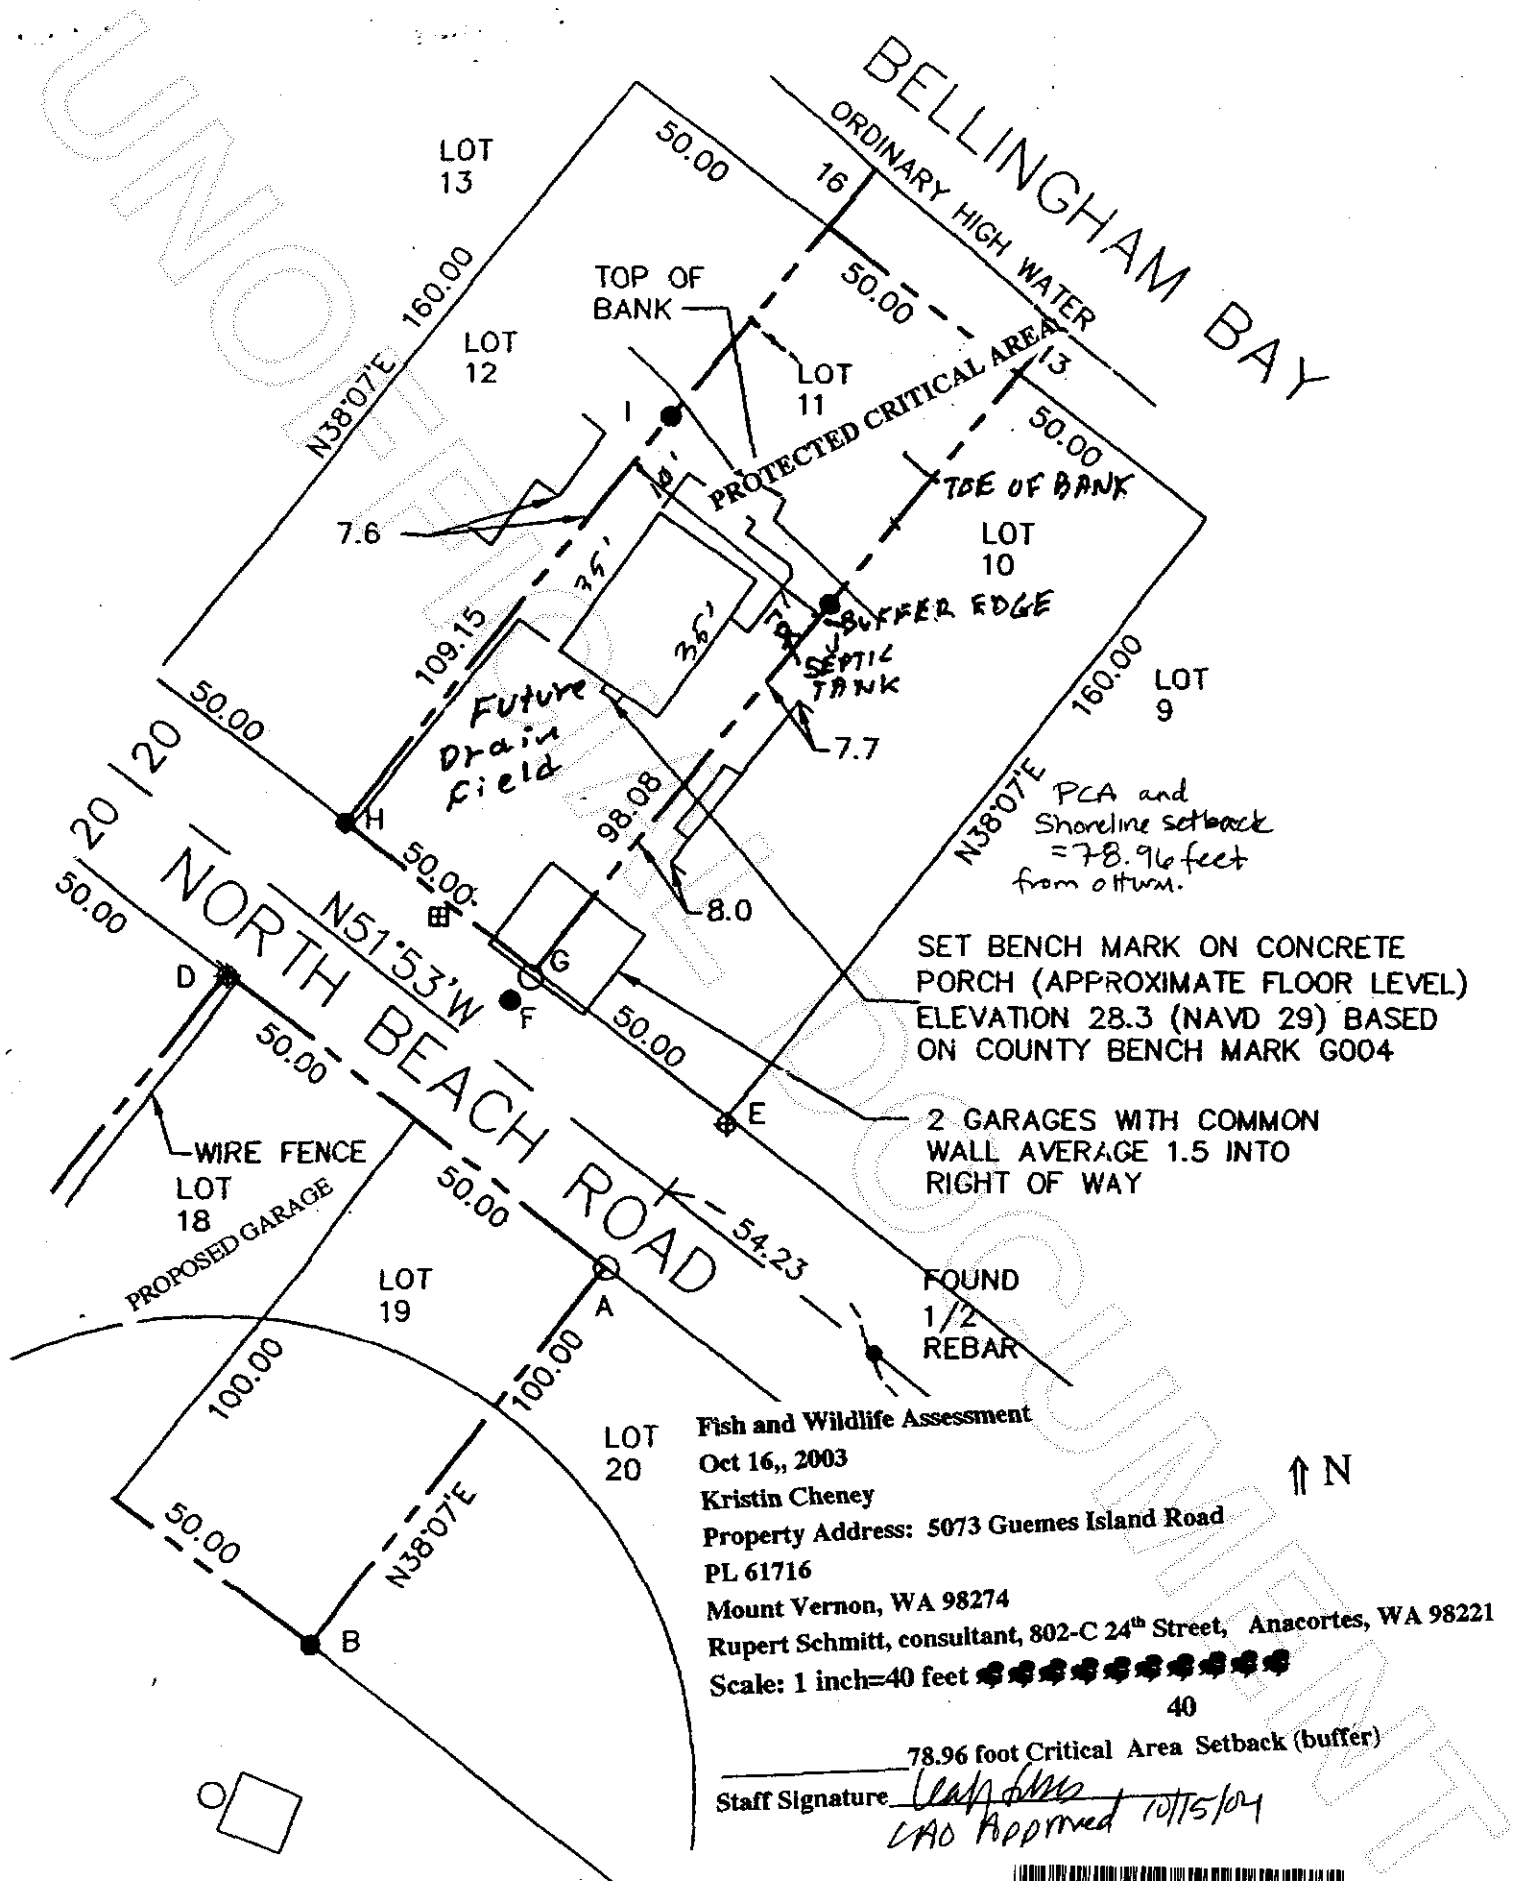 BELLINGHAM BAY
ORDINARY HIGH WATER
50.00
16
LOT
13
160.00
N38°07'E
TOP OF
BANK
50.00
LOT
12
LOT
11
PROTECTED CRITICAL AREA
13
50.00
I
10'
TOE OF BANK
7.6
LOT
10
35'
36'
BUFFER EDGE
SEPTIC
TANK
109.15
50.00
Future
Drain
Field
7.7
160.00
LOT
9
N38°07'E
20 20
H
98.08
PCA and
Shoreline setback
=78.96 feet
from OHWM.
50.00
50.00
8.0
NORTH BEACH ROAD
N51°53'W
G
D
F
50.00
50.00
SET BENCH MARK ON CONCRETE
PORCH (APPROXIMATE FLOOR LEVEL)
ELEVATION 28.3 (NAVD 29) BASED
ON COUNTY BENCH MARK G004
E
2 GARAGES WITH COMMON
WALL AVERAGE 1.5 INTO
RIGHT OF WAY
WIRE FENCE
LOT
18
PROPOSED GARAGE
50.00
54.23
LOT
19
A
FOUND
1/2
REBAR
100.00
100.00
LOT
20
50.00
N38°07'E
B
Fish and Wildlife Assessment
Oct 16,, 2003
Kristin Cheney
Property Address: 5073 Guemes Island Road
PL 61716
Mount Vernon, WA 98274
Rupert Schmitt, consultant, 802-C 24th Street, Anacortes, WA 98221
Scale: 1 inch=40 feet
40
⇑ N
78.96 foot Critical Area Setback (buffer)
Staff Signature
CAO Approved 10/15/04
UNOFFICIAL DOCUMENT